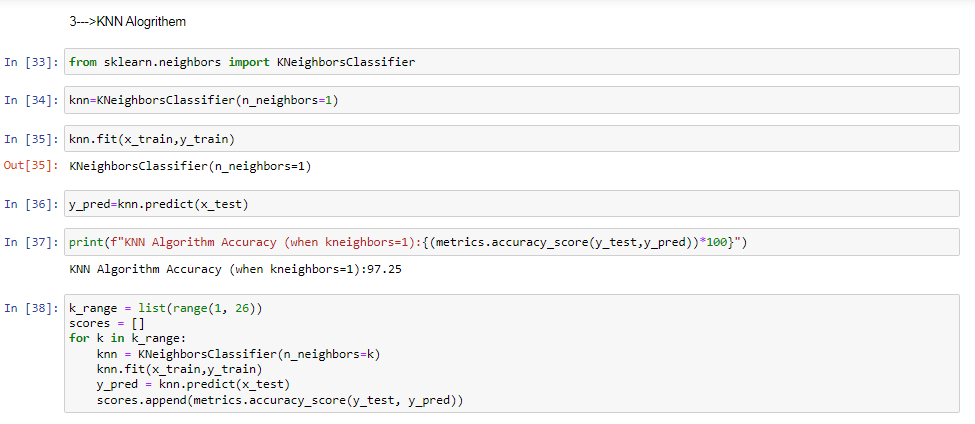 3--->KNN Alogrithem
In [33]: from sklearn.neighbors import KNeighborsClassifier
In [34]: knn=KNeighborsClassifier(n_neighbors=1)
In [35]: knn.fit(x_train,y_train)
Out[35]: KNeighborsClassifier(n_neighbors=1)
In [36]: y_pred=knn.predict(x_test)
In [37]: print(f"KNN Algorithm Accuracy (when kneighbors=1):{(metrics.accuracy_score(y_test,y_pred))*100}")
KNN Algorithm Accuracy (when kneighbors=1):97.25
In [38]: k_range = list(range(1, 26))
scores = []
for k in k_range:
    knn = KNeighborsClassifier(n_neighbors=k)
    knn.fit(x_train,y_train)
    y_pred = knn.predict(x_test)
    scores.append(metrics.accuracy_score(y_test, y_pred))